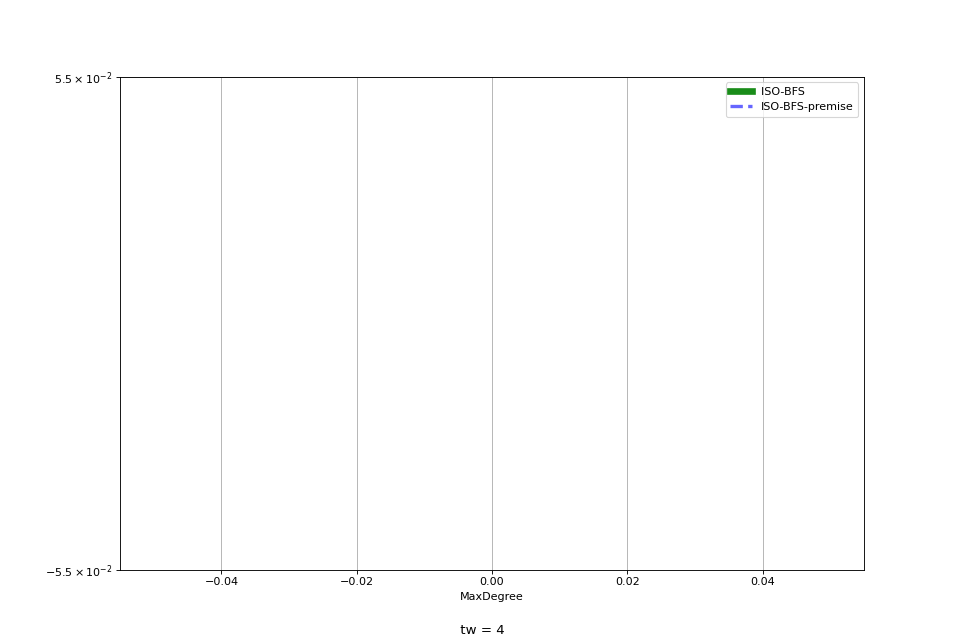 5.5 × 10⁻²
ISO-BFS
ISO-BFS-premise
−5.5 × 10⁻²
−0.04 −0.02 0.00 0.02 0.04
MaxDegree
tw = 4